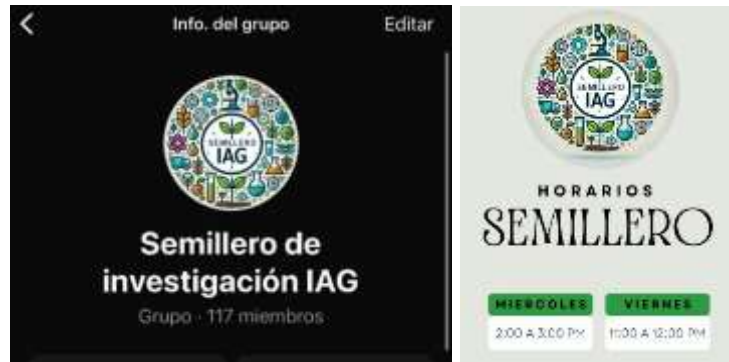 Info. del grupo
Editar
SEMILLERO
IAG
Semillero de
investigación IAG
Grupo · 117 miembros
SEMILLERO
IAG
HORARIOS
SEMILLERO
MIERCOLES
2:00 A 3:00 PM
VIERNES
11:00 A 12:00 PM